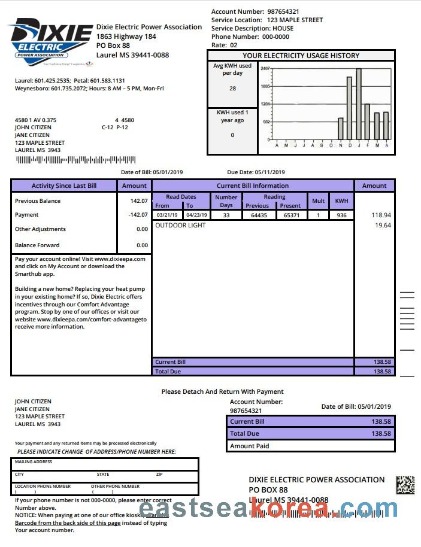 DIXIE
ELECTRIC
POWER ASSOCIATION
Dixie Electric Power Association
1863 Highway 184
PO Box 88
Laurel MS 39441-0088
Account Number: 987654321
Service Location: 123 MAPLE STREET
Service Description: HOUSE
Phone Number: 000-0000
Rate: 02
Laurel: 601.425.2535; Petal: 601.583.1131
Waynesboro: 601.735.2072; Hours: 8 AM - 5 PM, Mon-Fri
YOUR ELECTRICITY USAGE HISTORY
Avg KWH used
per day
28
KWH used 1
year ago
0
A M J J A S O N D J F M A
4580 1 AV 0.375 4 4580
JOHN CITIZEN C-12 P-12
JANE CITIZEN
123 MAPLE STREET
LAUREL MS 3943
Date of Bill: 05/01/2019 Due Date: 05/11/2019
Activity Since Last Bill Amount
Previous Balance 142.07
Payment -142.07
Other Adjustments 0.00
Balance Forward 0.00
Pay your account online! Visit www.dixieepa.com
and click on My Account or download the
Smarthub app.
Building a new home? Replacing your heat pump
in your existing home? If so, Dixie Electric offers
incentives through our Comfort Advantage
program. Stop by one of our offices or visit our
website www.dixieepa.com/comfort-advantageto
receive more information.
Current Bill Information Amount
Read Dates Number Reading Mult KWH
From To Days Previous Present
03/21/19 04/23/19 33 64435 65371 1 936 118.94
OUTDOOR LIGHT 19.64
Current Bill 138.58
Total Due 138.58
Please Detach And Return With Payment
JOHN CITIZEN
JANE CITIZEN
123 MAPLE STREET
LAUREL MS 3943
Account Number:
987654321
Date of Bill: 05/01/2019
Current Bill 138.58
Total Due 138.58
Amount Paid
Your payment and any returned items may be processed electronically
PLEASE INDICATE CHANGE OF ADDRESS/PHONE NUMBER HERE:
MAILING ADDRESS
CITY STATE ZIP
LOCATION PHONE NUMBER OTHER PHONE NUMBER
If your phone number is not 000-0000, please enter correct
Number above.
NOTICE: When paying at one of our office kiosks,
Barcode from the back side of this page instead of typing
Your account number.
DIXIE ELECTRIC POWER ASSOCIATION
PO BOX 88
Laurel MS 39441-0088
eastseakorea.com